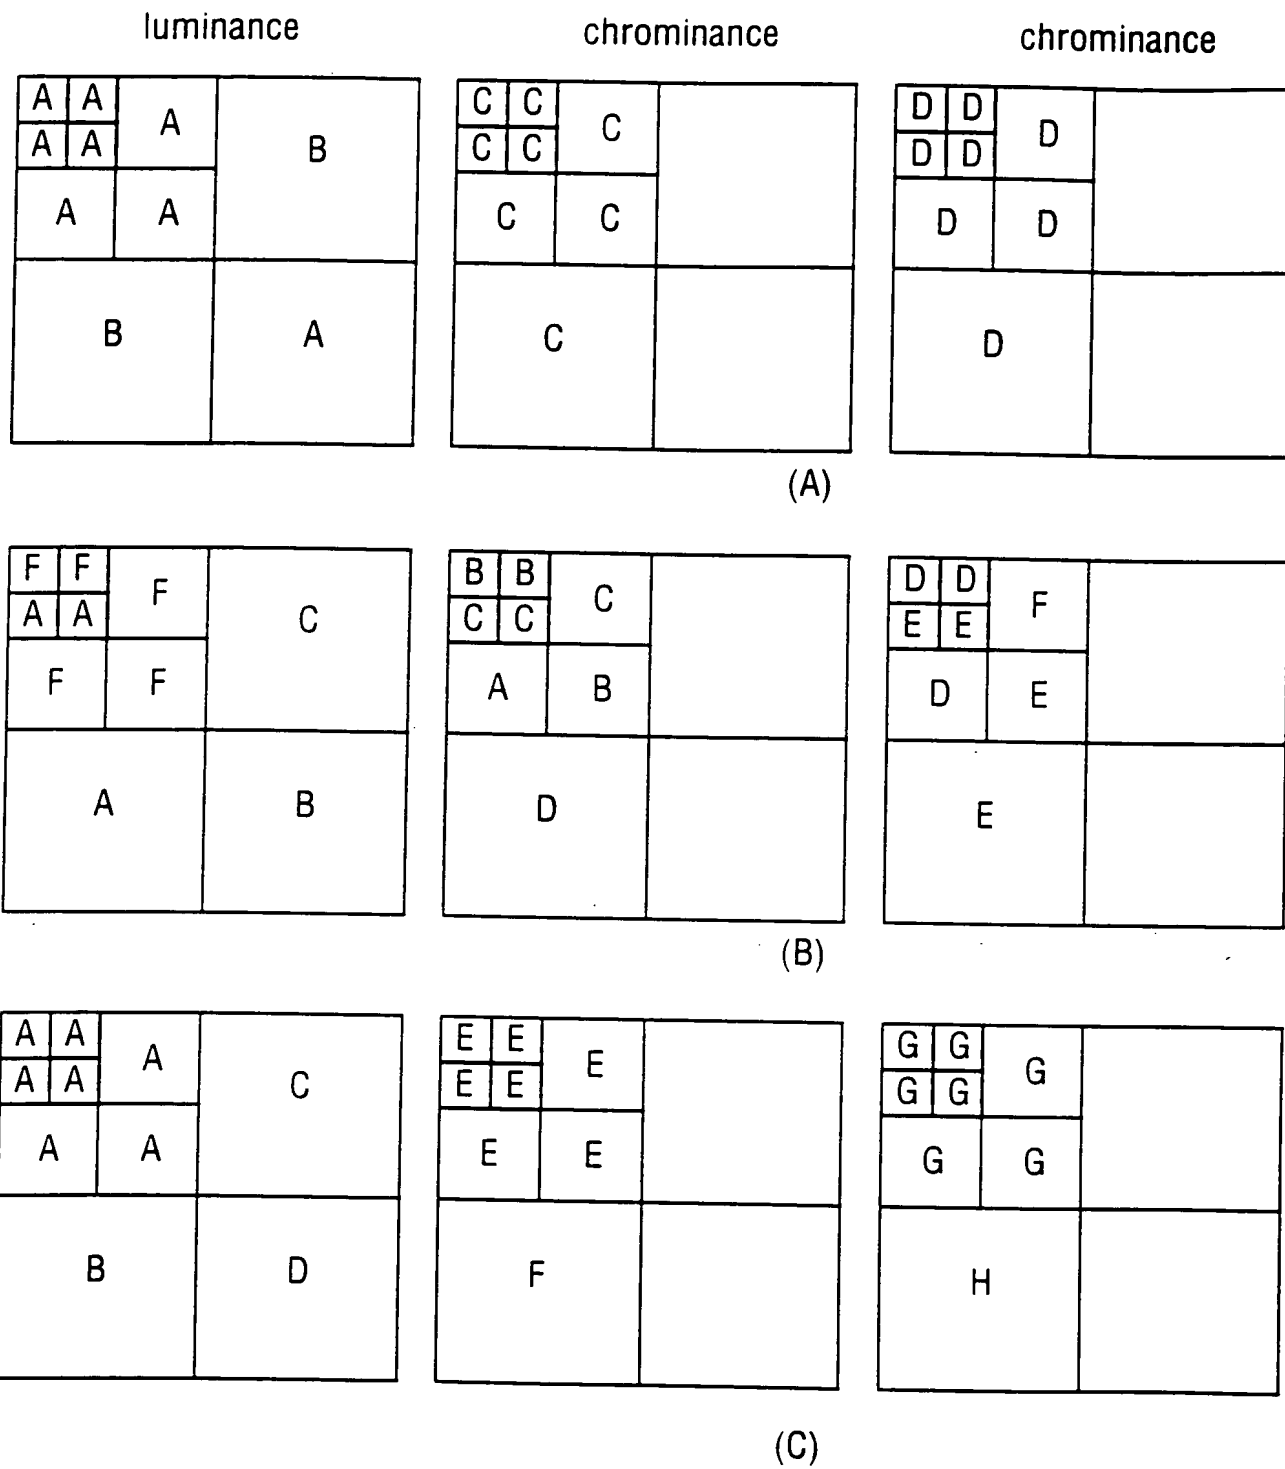 luminance chrominance chrominance
A A A B C C C D D D
A A C C D D
A A C C D D
B A C D
(A)
F F F C B B C D D F
A A C C E E
F F A B D E
A B D E
(B)
A A A C E E E G G G
A A E E G G
A A E E G G
B D F H
(C)